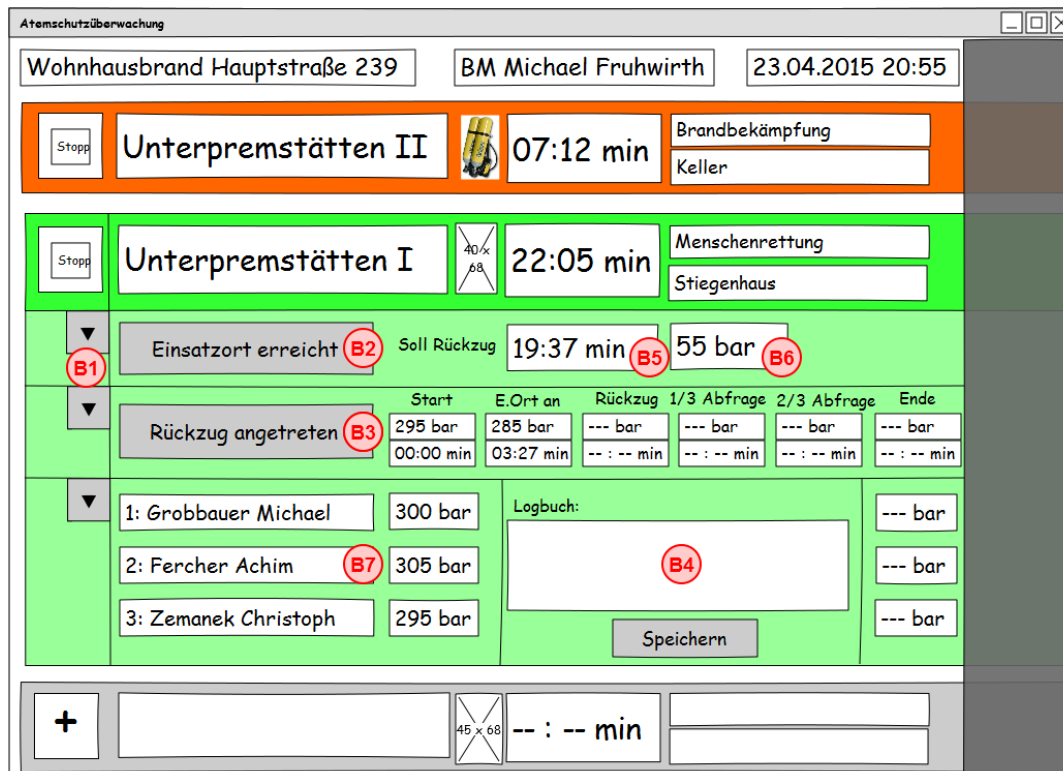 Atemschutzüberwachung
Wohnhausbrand Hauptstraße 239 BM Michael Fruhwirth 23.04.2015 20:55
Stopp Unterpremstätten II 07:12 min Brandbekämpfung
Keller
Stopp Unterpremstätten I 40 x 68 22:05 min Menschenrettung
Stiegenhaus
▼ B1 Einsatzort erreicht B2 Soll Rückzug 19:37 min B5 55 bar B6
▼ Rückzug angetreten B3
Start E.Ort an Rückzug 1/3 Abfrage 2/3 Abfrage Ende
295 bar 285 bar --- bar --- bar --- bar --- bar
00:00 min 03:27 min -- : -- min -- : -- min -- : -- min -- : -- min
▼ 1: Grobbauer Michael 300 bar Logbuch: --- bar
2: Fercher Achim B7 305 bar B4 --- bar
3: Zemanek Christoph 295 bar --- bar
Speichern
+ 45 x 68 -- : -- min